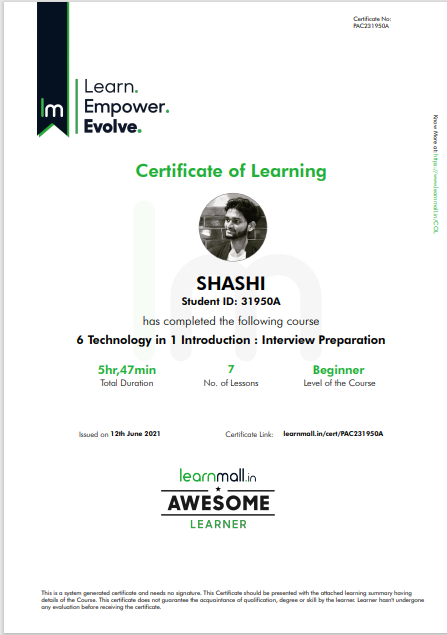 Certificate No:
PAC231950A
lm
Learn.
Empower.
Evolve.
Know More at: https://www.learnmall.in/COL
Certificate of Learning
SHASHI
Student ID: 31950A
has completed the following course
6 Technology in 1 Introduction : Interview Preparation
5hr,47min 7 Beginner
Total Duration No. of Lessons Level of the Course
Issued on 12th June 2021 Certificate Link: learnmall.in/cert/PAC231950A
learnmall.in
AWESOME
LEARNER
This is a system generated certificate and needs no signature. This Certificate should be presented with the attached learning summary having
details of the Course. This certificate does not guarantee the acquaintance of qualification, degree or skill by the learner. Learner hasn't undergone
any evaluation before receiving the certificate.